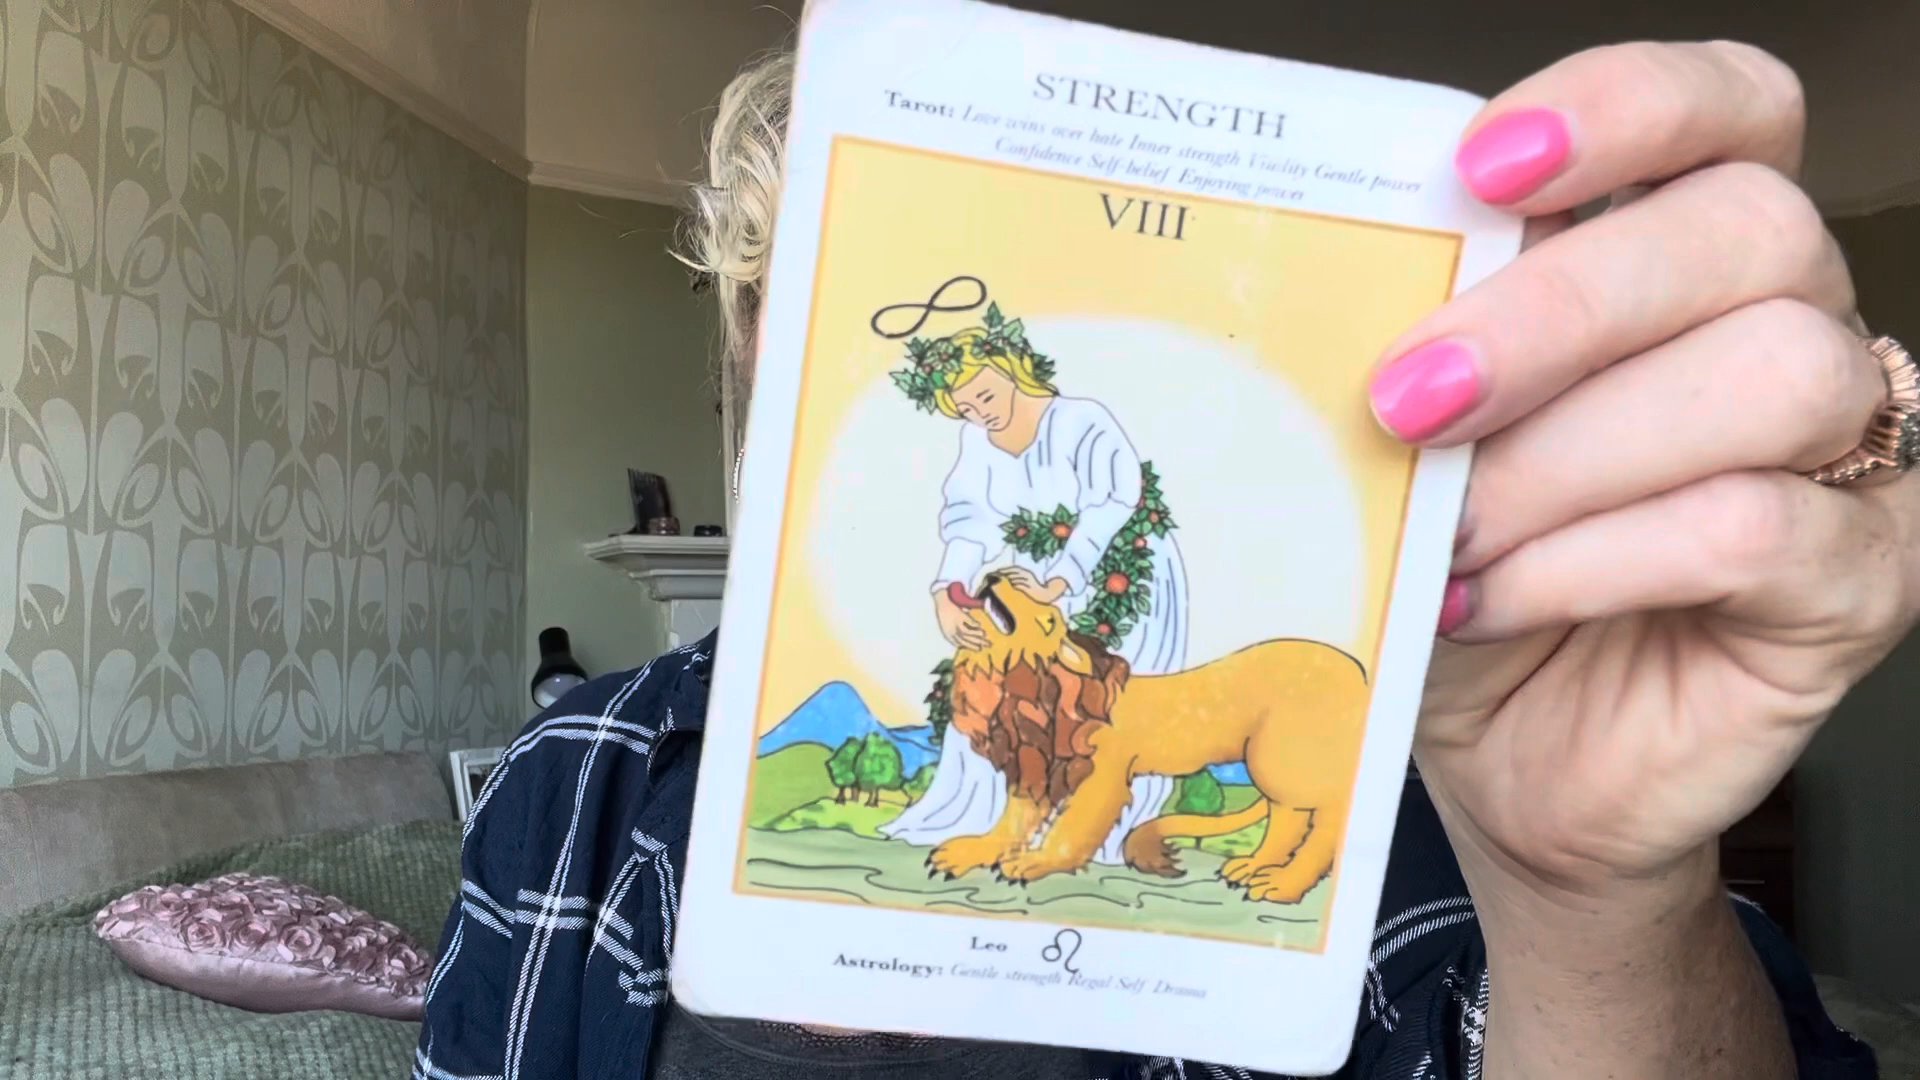 STRENGTH
Tarot: Love wins over hate Inner strength Vitality Gentle power
Confidence Self-belief Enjoying power
VIII
Leo ♌
Astrology: Gentle strength Regal Self Drama